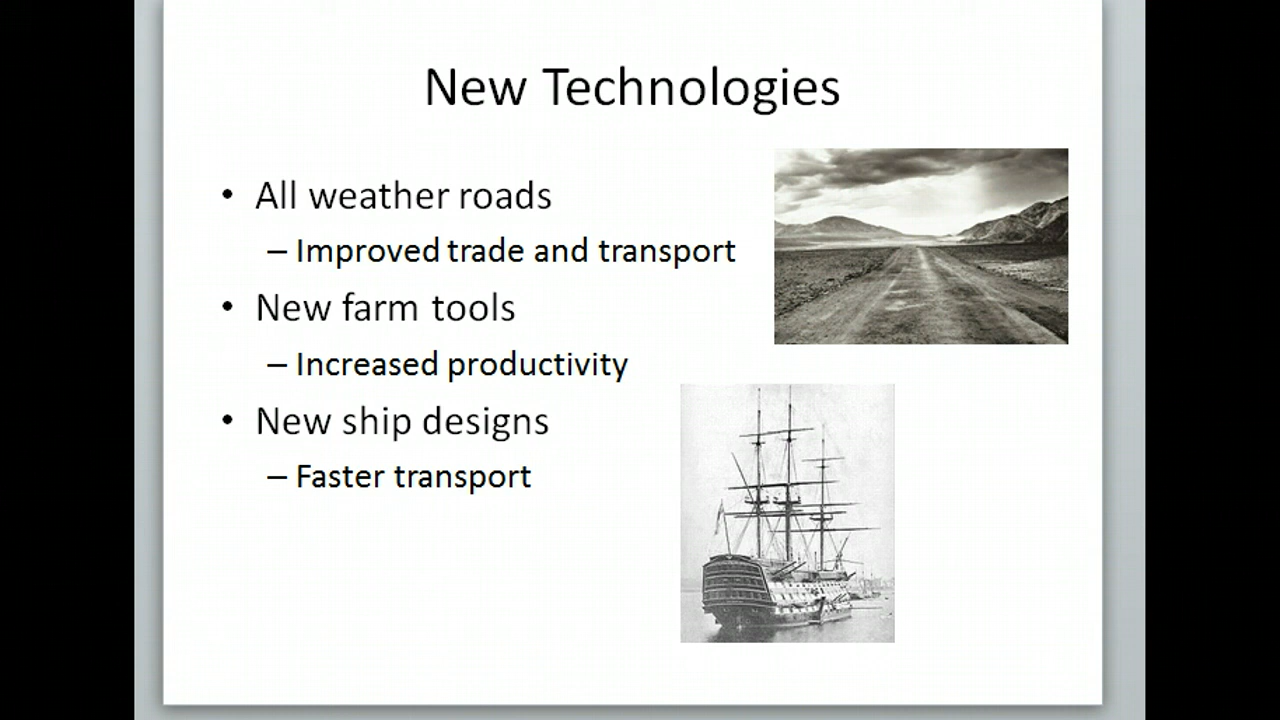 New Technologies
• All weather roads
– Improved trade and transport
• New farm tools
– Increased productivity
• New ship designs
– Faster transport